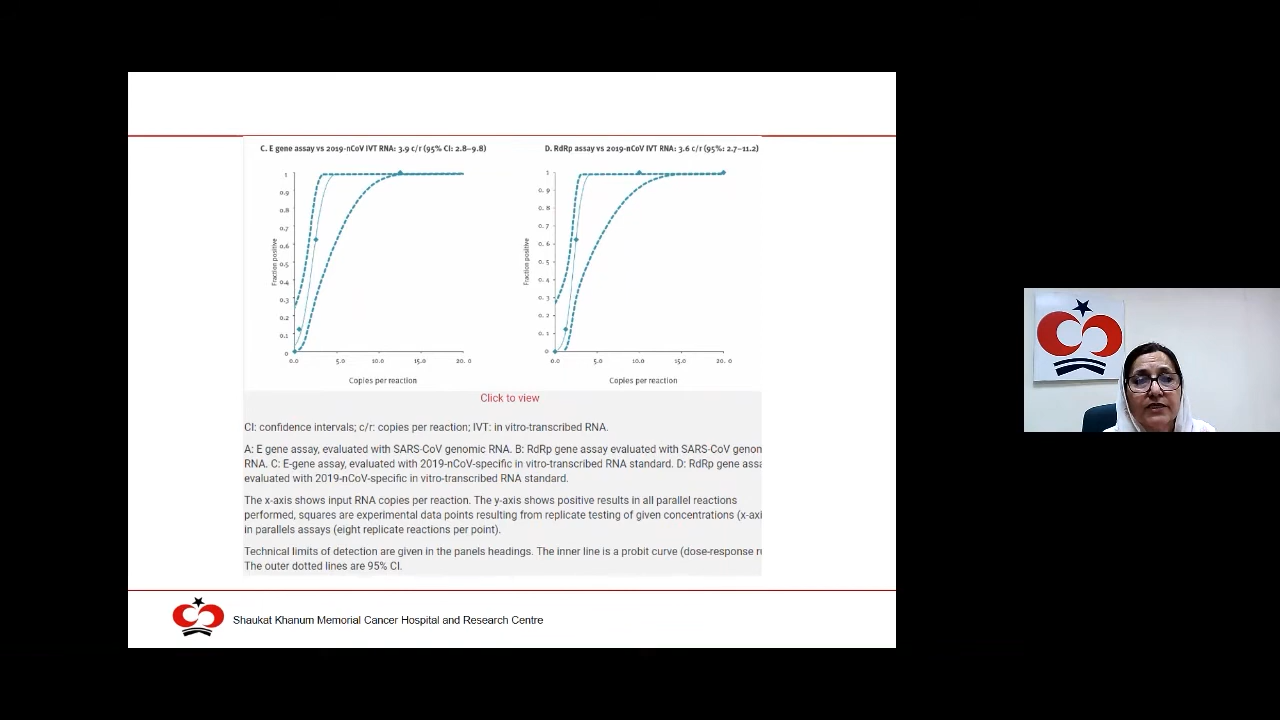 C. E gene assay vs 2019-nCoV IVT RNA: 3.9 c/r (95% CI: 2.8–9.8)
Fraction positive
1
0.9
0.8
0.7
0.6
0.5
0.4
0.3
0.2
0.1
0
0.0
5.0
10.0
15.0
20.0
Copies per reaction
D. RdRp assay vs 2019-nCoV IVT RNA: 3.6 c/r (95%: 2.7–11.2)
Fraction positive
1
0.9
0.8
0.7
0.6
0.5
0.4
0.3
0.2
0.1
0
0.0
5.0
10.0
15.0
20.0
Copies per reaction
Click to view
CI: confidence intervals; c/r: copies per reaction; IVT: in vitro-transcribed RNA.
A: E gene assay, evaluated with SARS-CoV genomic RNA. B: RdRp gene assay evaluated with SARS-CoV genom
RNA. C: E-gene assay, evaluated with 2019-nCoV-specific in vitro-transcribed RNA standard. D: RdRp gene assa
evaluated with 2019-nCoV-specific in vitro-transcribed RNA standard.
The x-axis shows input RNA copies per reaction. The y-axis shows positive results in all parallel reactions
performed, squares are experimental data points resulting from replicate testing of given concentrations (x-axi
in parallels assays (eight replicate reactions per point).
Technical limits of detection are given in the panels headings. The inner line is a probit curve (dose-response r
The outer dotted lines are 95% CI.
Shaukat Khanum Memorial Cancer Hospital and Research Centre